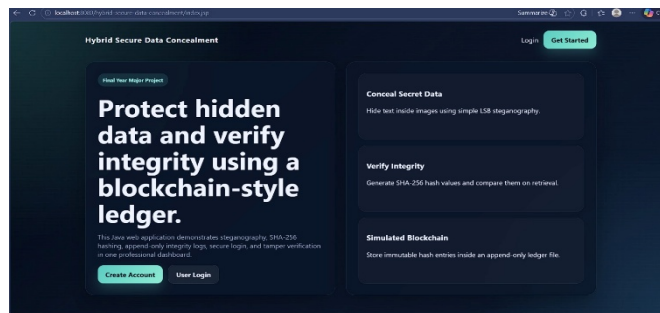 localhost:8080/hybrid-secure-data-concealment/index.jsp
Summarize
Hybrid Secure Data Concealment
Login
Get Started
Final Year Major Project
Protect hidden
data and verify
integrity using a
blockchain-style
ledger.
This Java web application demonstrates steganography, SHA-256
hashing, append-only integrity logs, secure login, and tamper verification
in one professional dashboard.
Create Account
User Login
Conceal Secret Data
Hide text inside images using simple LSB steganography.
Verify Integrity
Generate SHA-256 hash values and compare them on retrieval.
Simulated Blockchain
Store immutable hash entries inside an append-only ledger file.